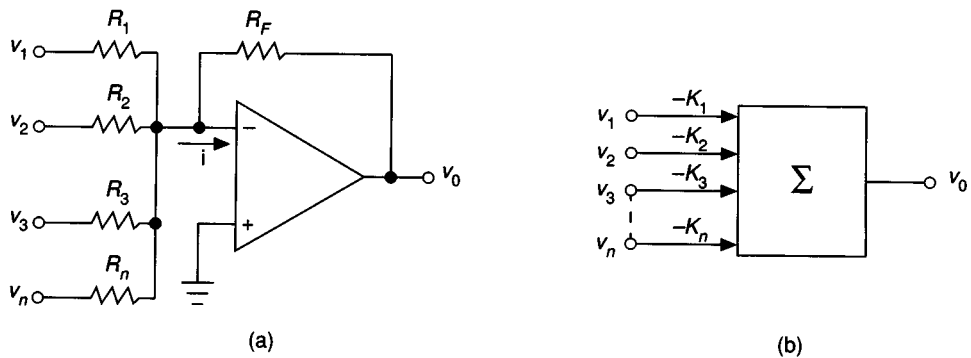 R1
RF
v1
R2
v2
−
i
v0
R3
+
v3
Rn
vn
(a)
−K1
v1
−K2
v2
−K3
v3
Σ
v0
−Kn
vn
(b)